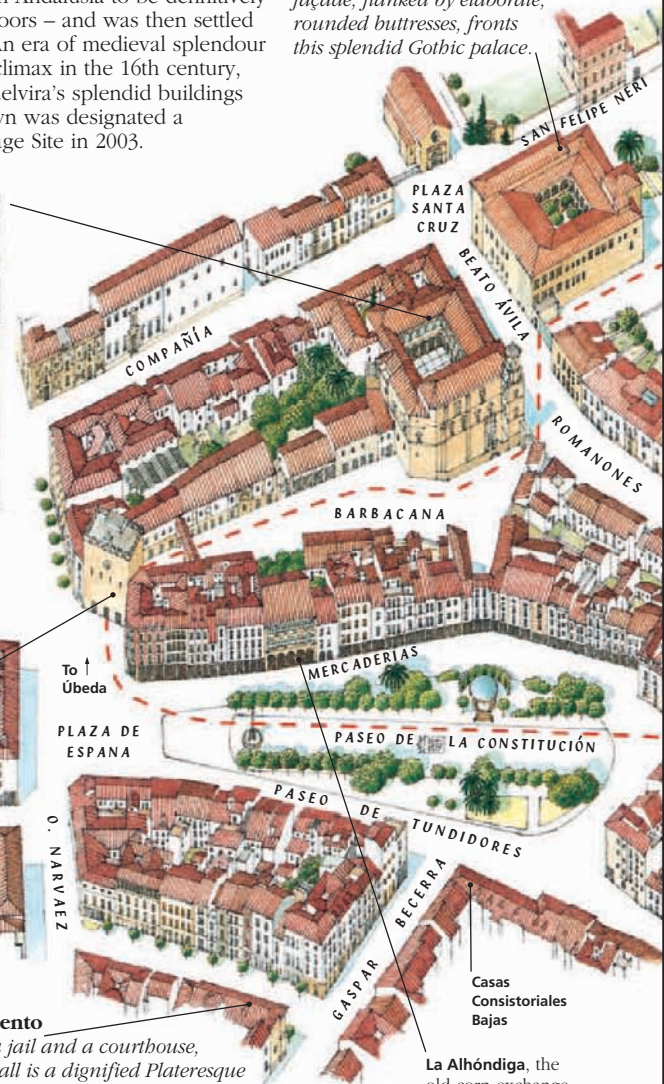 Andalusia to be definitively
oors – and was then settled
An era of medieval splendour
climax in the 16th century,
elvira's splendid buildings
wn was designated a
ge Site in 2003.
façade, flanked by elaborate,
rounded buttresses, fronts
this splendid Gothic palace.
SAN FELIPE NERI
PLAZA
SANTA
CRUZ
BEATO ÁVILA
COMPAÑÍA
ROMANONES
BARBACANA
MERCADERIAS
To
Úbeda
PLAZA DE
ESPANA
PASEO DE LA CONSTITUCIÓN
PASEO DE TUNDIDORES
O. NARVAEZ
GASPAR BECERRA
Casas
Consistoriales
Bajas
ento
a jail and a courthouse,
all is a dignified Plateresque
La Alhóndiga, the
old corn exchange